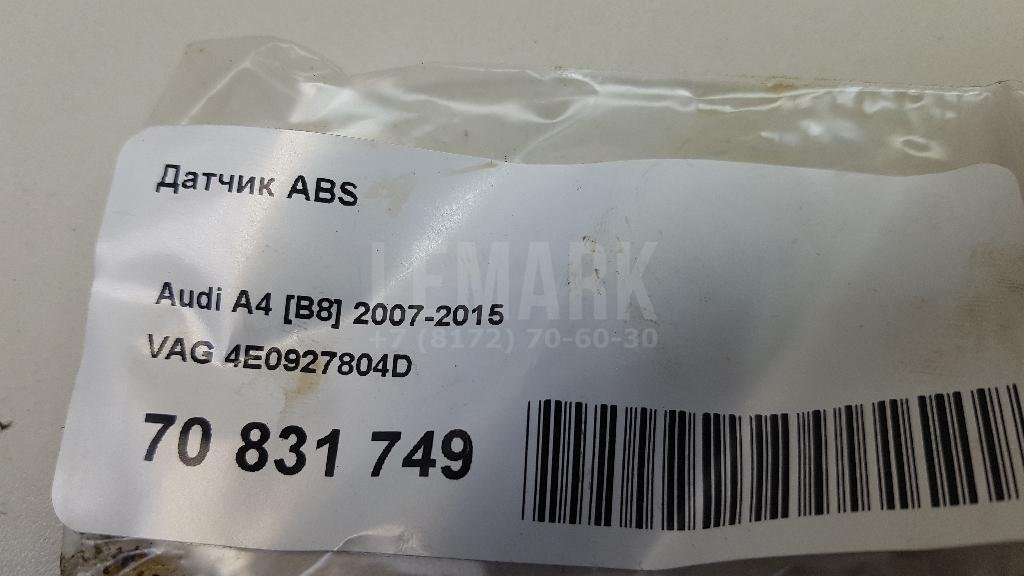 Датчик ABS
LEMARK
Audi A4 [B8] 2007-2015
+7 (8172) 70-60-30
VAG 4E0927804D
70 831 749